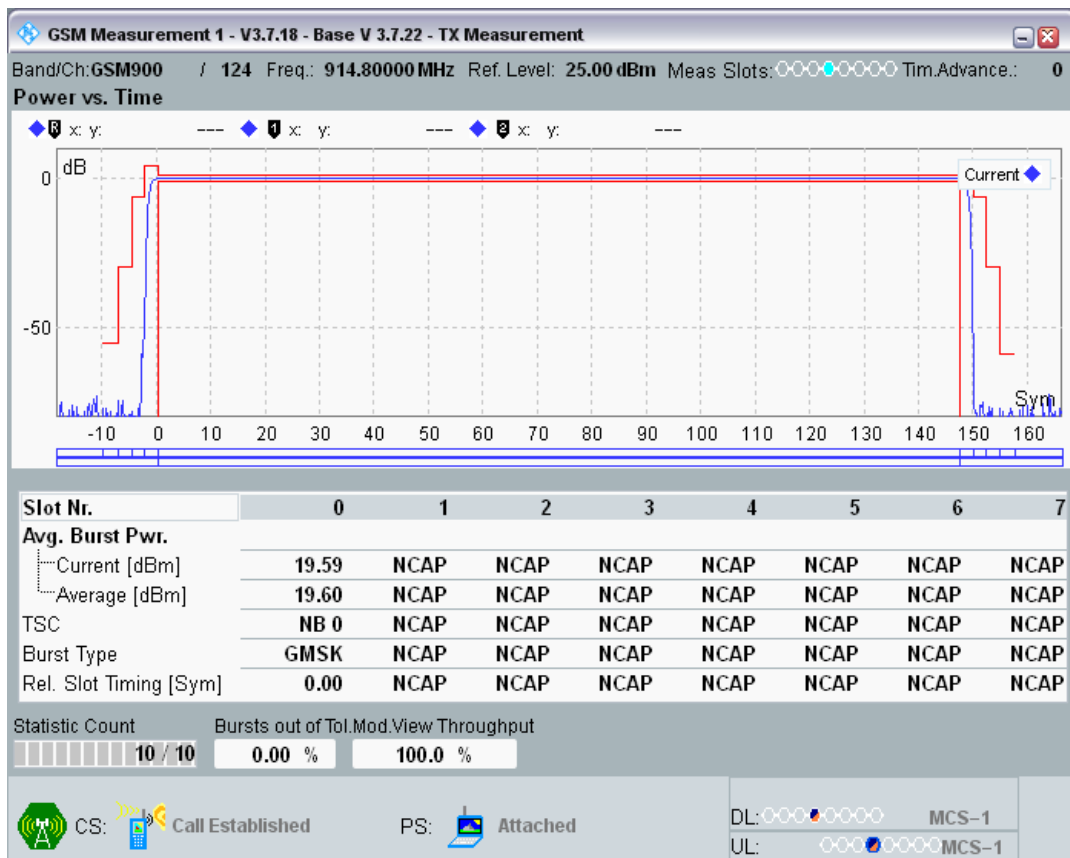 GSM Measurement 1 - V3.7.18 - Base V 3.7.22 - TX Measurement
Band/Ch:GSM900 / 124 Freq.: 914.80000 MHz Ref. Level: 25.00 dBm Meas Slots: Tim.Advance.: 0
Power vs. Time
R x: y: --- 1 x: y: --- 2 x: y: ---
dB
0
Current
-50
Sym
-10 0 10 20 30 40 50 60 70 80 90 100 110 120 130 140 150 160
Slot Nr. 0 1 2 3 4 5 6 7
Avg. Burst Pwr.
Current [dBm] 19.59 NCAP NCAP NCAP NCAP NCAP NCAP NCAP
Average [dBm] 19.60 NCAP NCAP NCAP NCAP NCAP NCAP NCAP
TSC NB 0 NCAP NCAP NCAP NCAP NCAP NCAP NCAP
Burst Type GMSK NCAP NCAP NCAP NCAP NCAP NCAP NCAP
Rel. Slot Timing [Sym] 0.00 NCAP NCAP NCAP NCAP NCAP NCAP NCAP
Statistic Count Bursts out of Tol. Mod.View Throughput
10 / 10 0.00 % 100.0 %
CS: Call Established PS: Attached
DL: MCS-1
UL: MCS-1